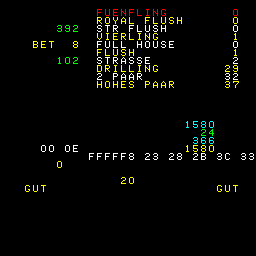 FUENFLING 0
ROYAL FLUSH 0
392 STR FLUSH 0
VIERLING 1
BET 8 FULL HOUSE 0
FLUSH 1
102 STRASSE 2
DRILLING 29
2 PAAR 32
HOHES PAAR 37
1580
24
366
OO OE 1580
FFFFF8 23 28 2B 3C 33
0
20
GUT GUT